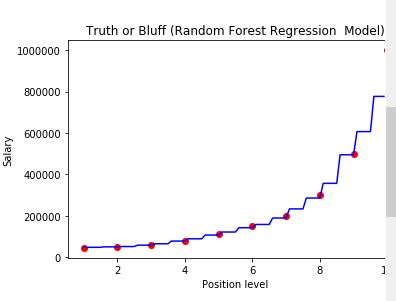 Truth or Bluff (Random Forest Regression Model)
1000000
800000
600000
400000
200000
0
Salary
2 4 6 8 1
Position level